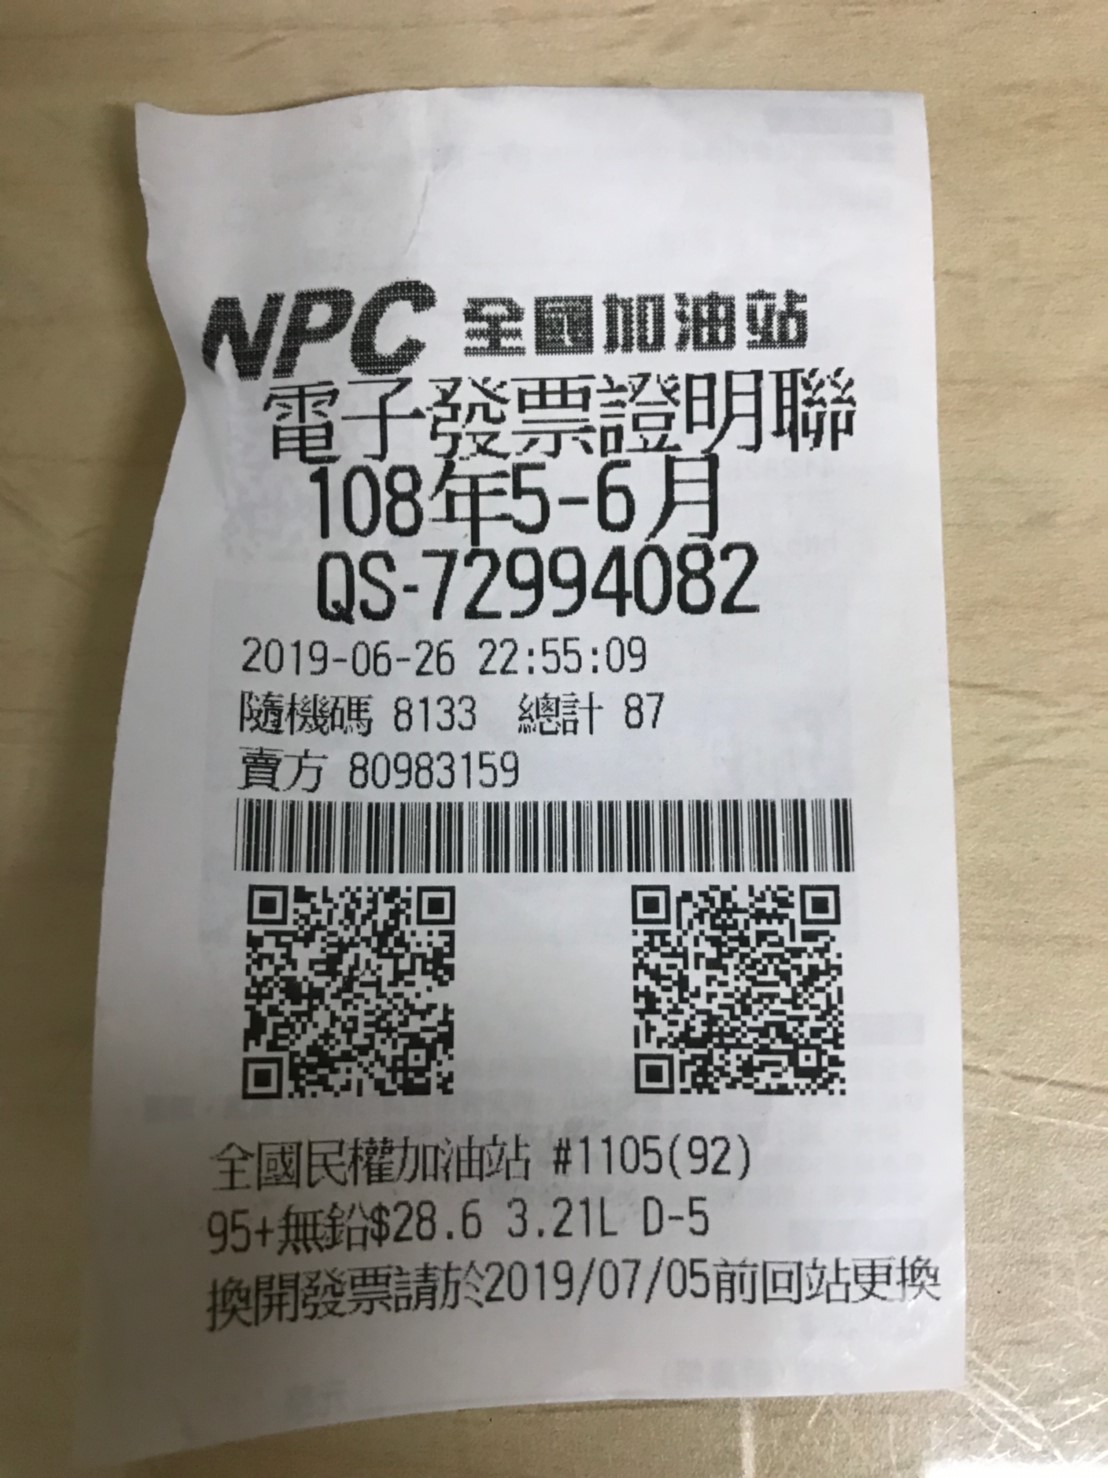 NPC 全國加油站
電子發票證明聯
108年5-6月
QS-72994082
2019-06-26 22:55:09
隨機碼 8133 總計 87
賣方 80983159
全國民權加油站 #1105(92)
95+無鉛$28.6 3.21L D-5
換開發票請於2019/07/05前回站更換